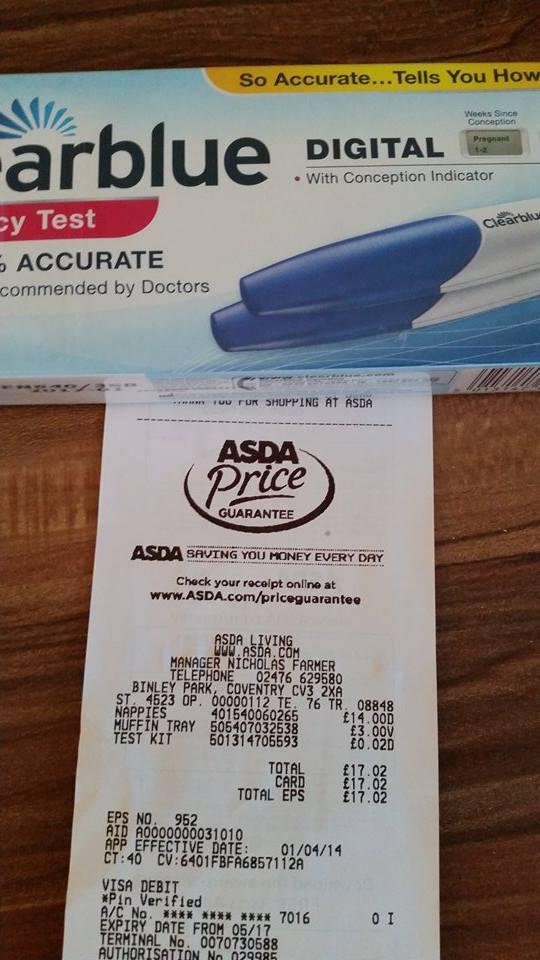 So Accurate...Tells You How
arblue
DIGITAL
Weeks Since
Conception
Pregnant
1-2
• With Conception Indicator
cy Test
Clearblu
ACCURATE
commended by Doctors
YOU FOR SHOPPING AT ASDA
ASDA
Price
GUARANTEE
ASDA SAVING YOU MONEY EVERY DAY
Check your receipt online at
www.ASDA.com/priceguarantee
ASDA LIVING
WWW.ASDA.COM
MANAGER NICHOLAS FARMER
TELEPHONE 02476 629580
BINLEY PARK, COVENTRY CV3 2XA
ST. 4523 OP. 00000112 TE. 76 TR. 08848
NAPPIES 401540060265 £14.00D
MUFFIN TRAY 505407032538 £3.00V
TEST KIT 501314705593 £0.02D
TOTAL £17.02
CARD £17.02
TOTAL EPS £17.02
EPS NO. 952
AID A0000000031010
APP EFFECTIVE DATE: 01/04/14
CT:40 CV:6401FBFA6857112A
VISA DEBIT
*Pin Verified
A/C No. **** **** **** 7016 0 I
EXPIRY DATE FROM 05/17
TERMINAL No. 0070730588
AUTHORISATION No 029985